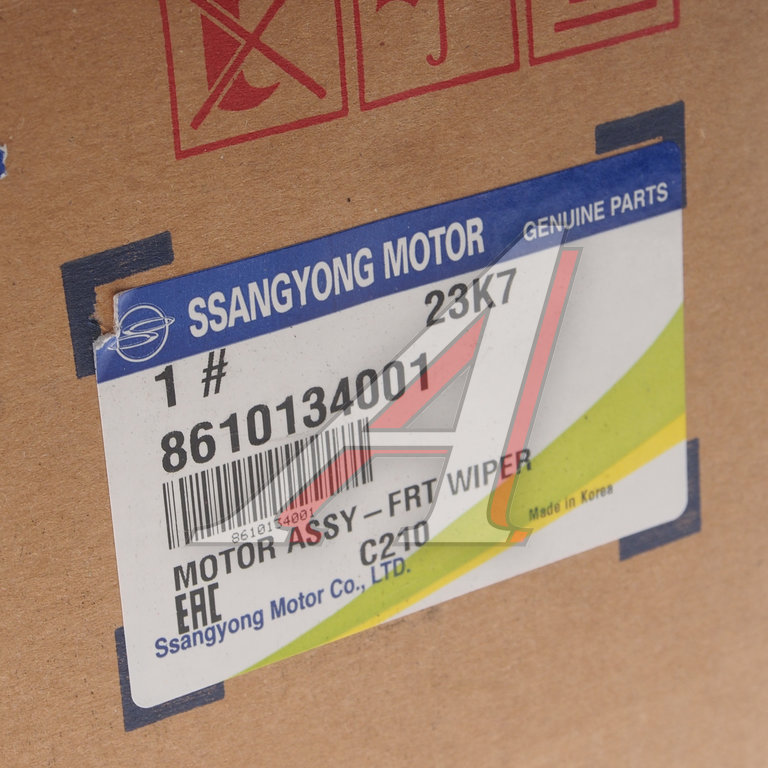 SSANGYONG MOTOR GENUINE PARTS
23K7
1 #
8610134001
8610134001
MOTOR ASSY-FRT WIPER
C210
Made in Korea
EAC
Ssangyong Motor Co., LTD.